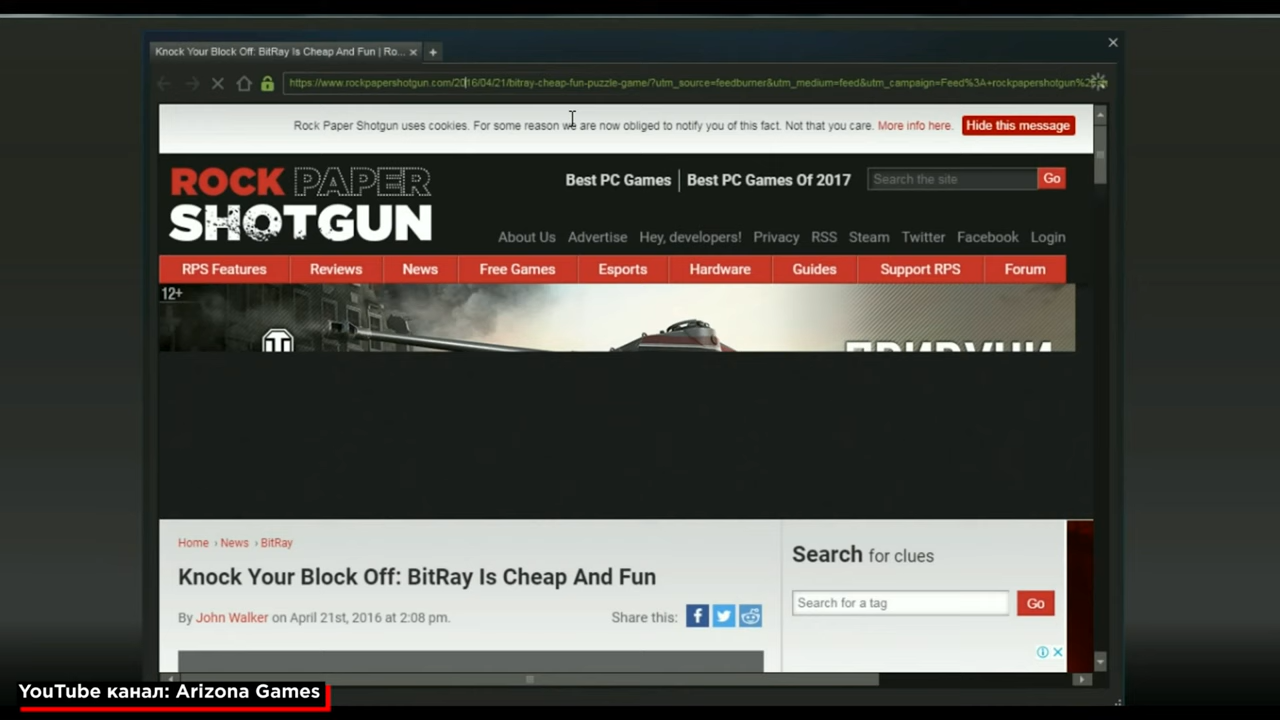 Knock Your Block Off: BitRay Is Cheap And Fun | Ro...
https://www.rockpapershotgun.com/2016/04/21/bitray-cheap-fun-puzzle-game/?utm_source=feedburner&utm_medium=feed&utm_campaign=Feed%3A+rockpapershotgun%
Rock Paper Shotgun uses cookies. For some reason we are now obliged to notify you of this fact. Not that you care. More info here. Hide this message
ROCK PAPER
SHOTGUN
Best PC Games | Best PC Games Of 2017 Search the site Go
About Us Advertise Hey, developers! Privacy RSS Steam Twitter Facebook Login
RPS Features Reviews News Free Games Esports Hardware Guides Support RPS Forum
12+
Home › News › BitRay
Knock Your Block Off: BitRay Is Cheap And Fun
By John Walker on April 21st, 2016 at 2:08 pm.
Share this:
Search for clues
Search for a tag Go
YouTube канал: Arizona Games